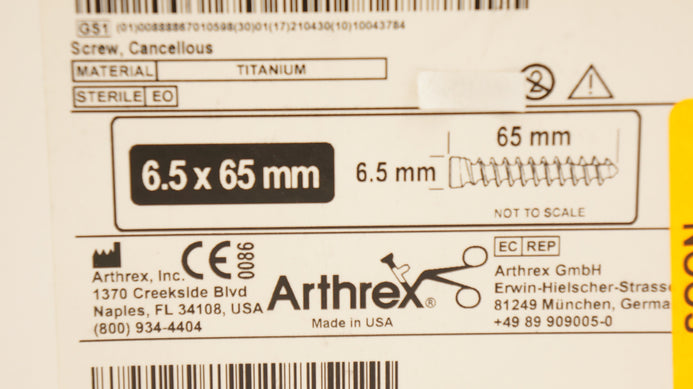 GS1 (01)00888867010598(30)01(17)210430(10)10043784
Screw, Cancellous
MATERIAL TITANIUM
STERILE EO
2
6.5 x 65 mm
65 mm
6.5 mm
NOT TO SCALE
EC REP
CE 0086
Arthrex, Inc.
1370 Creekside Blvd
Naples, FL 34108, USA
(800) 934-4404
Arthrex®
Made in USA
Arthrex GmbH
Erwin-Hielscher-Strasse
81249 München, Germa
+49 89 909005-0